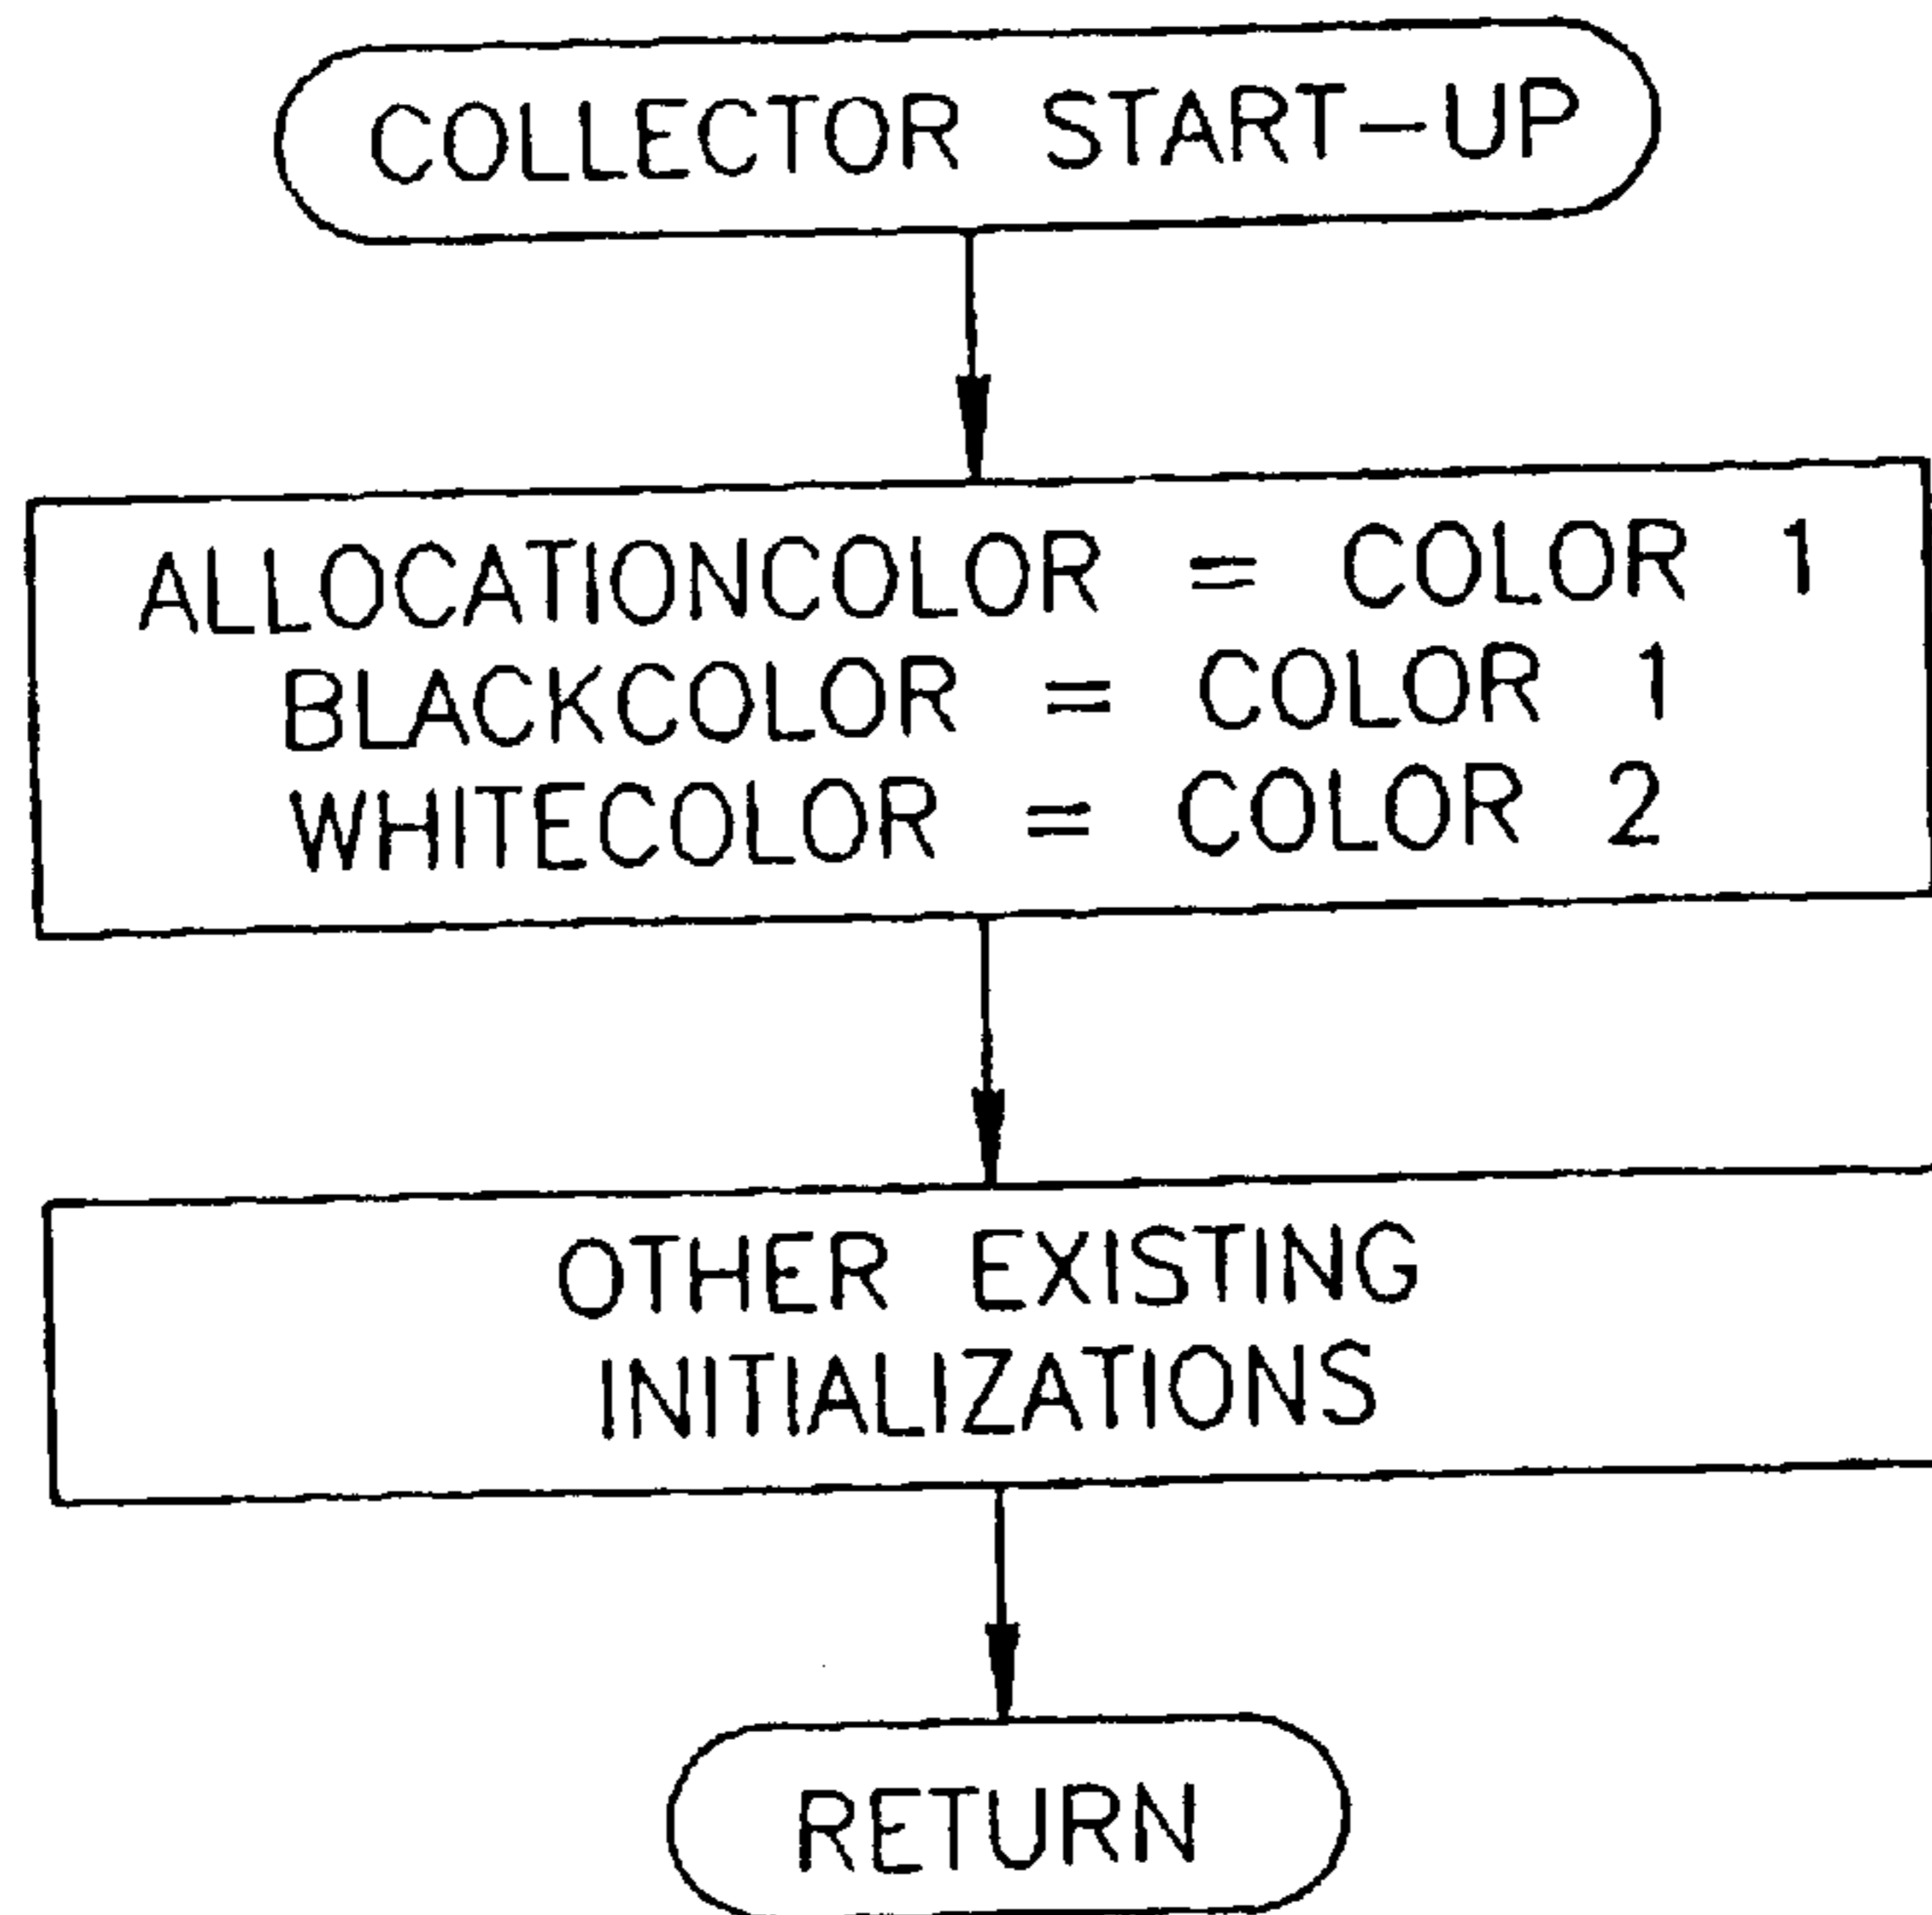 COLLECTOR START-UP
ALLOCATIONCOLOR = COLOR 1
BLACKCOLOR = COLOR 1
WHITECOLOR = COLOR 2
OTHER EXISTING
INITIALIZATIONS
RETURN